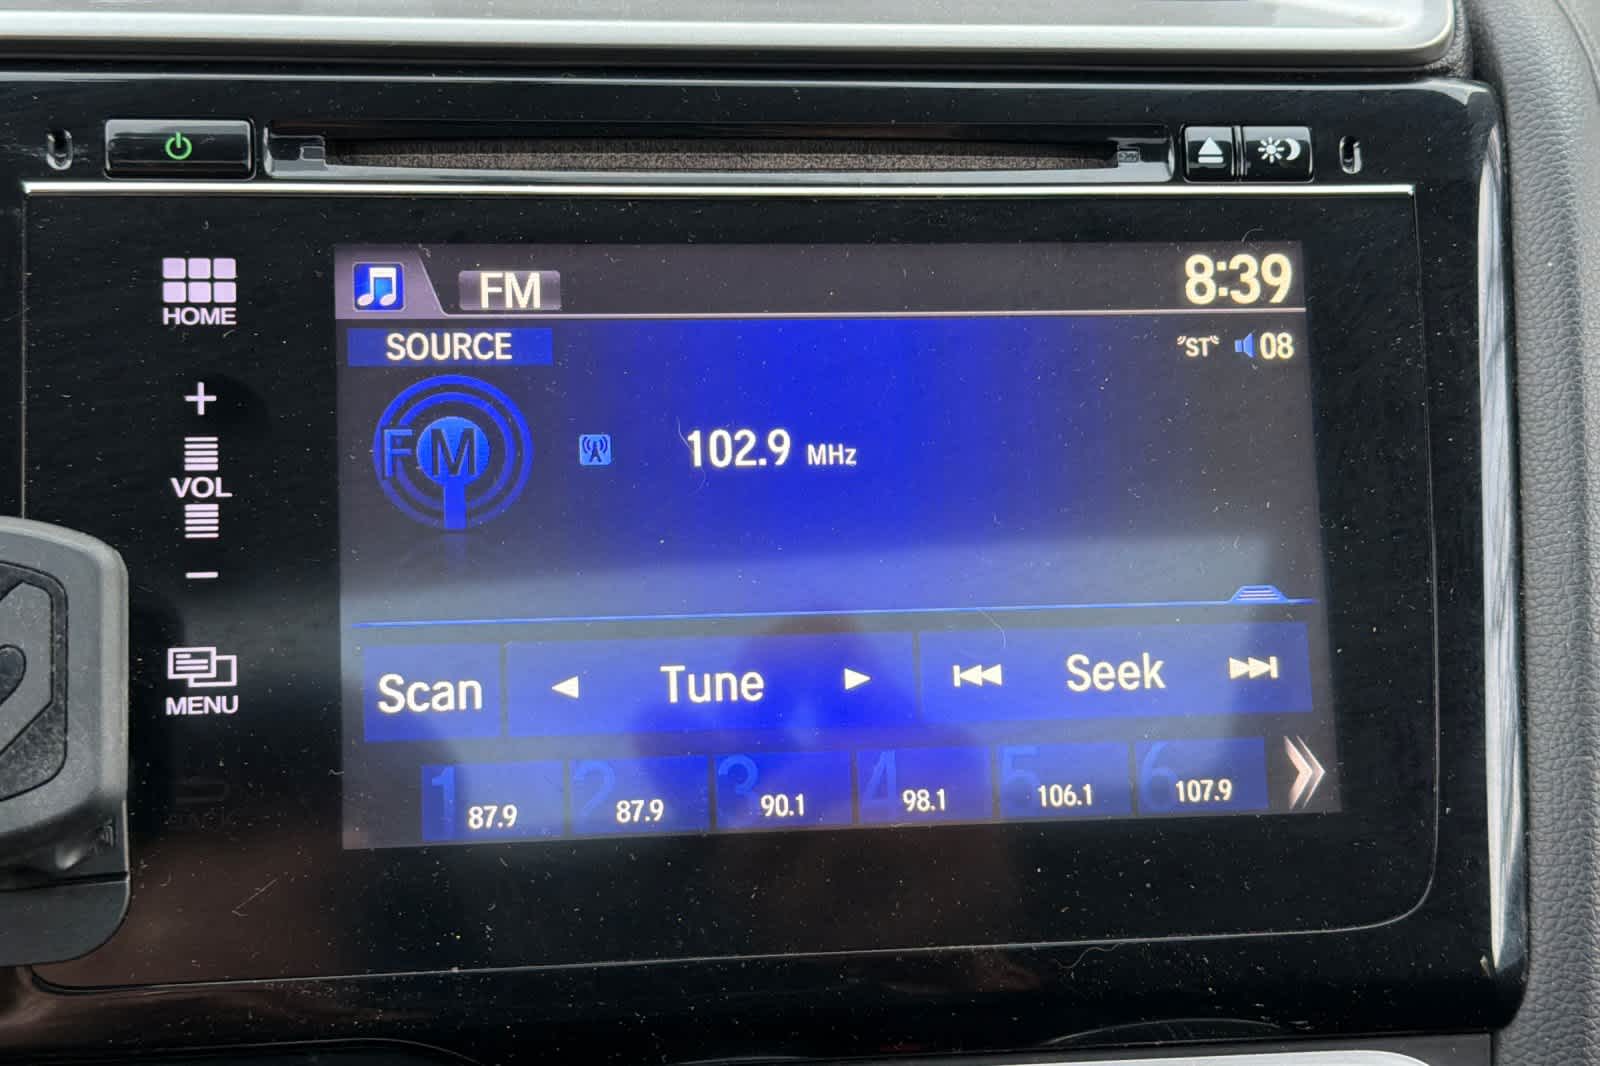 FM
8:39
HOME
SOURCE
"ST" 08
FM
102.9 MHz
VOL
Scan
Tune
Seek
MENU
1 87.9
2 87.9
3 90.1
4 98.1
5 106.1
6 107.9